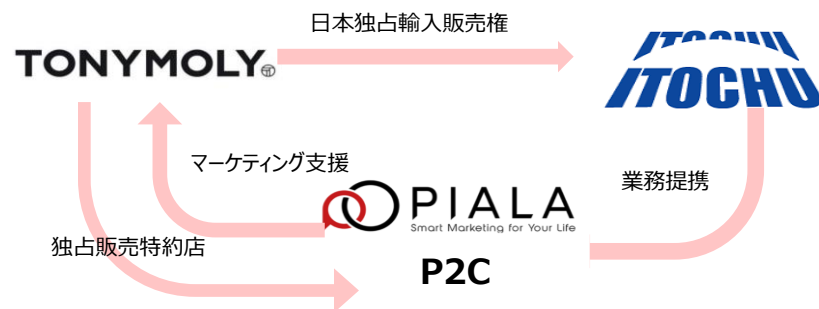 日本独占輸入販売権
TONYMOLY
ITOCHU
ITOCHU
マーケティング支援
業務提携
PIALA
Smart Marketing for Your Life
独占販売特約店
P2C